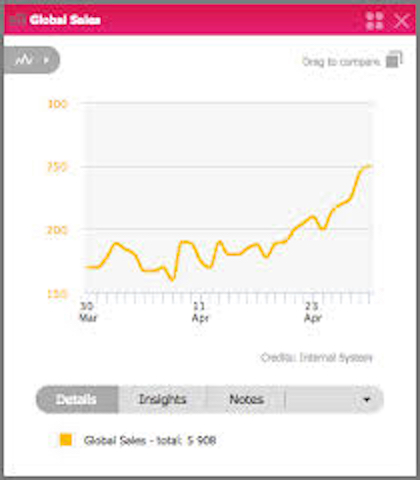 Global Sales
Drag to compare
300
250
200
150
30
Mar
11
Apr
23
Apr
Credits: Internal System
Details
Insights
Notes
Global Sales - total: 5 908